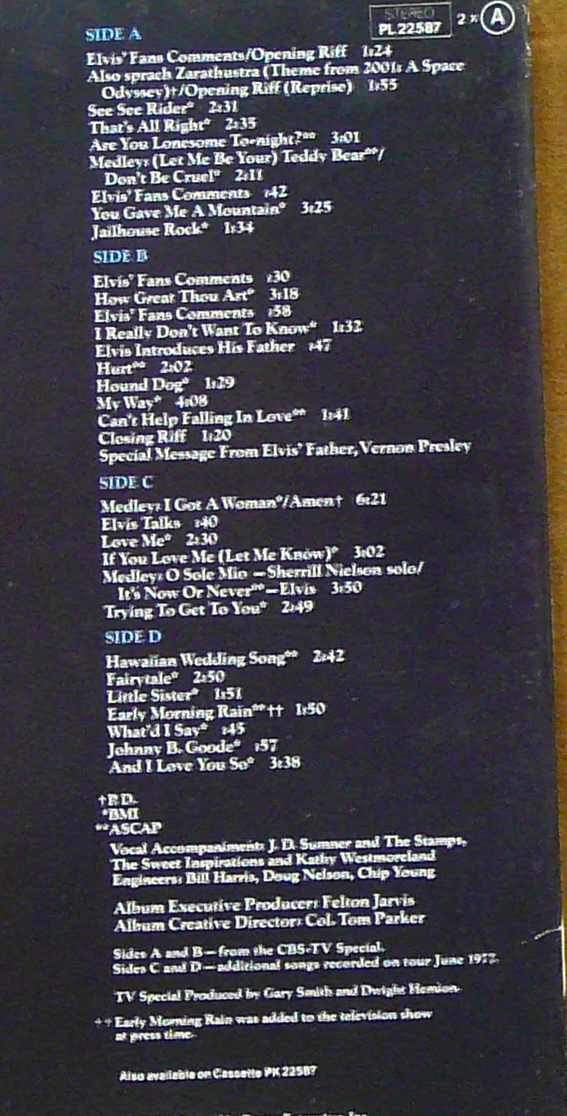 STEREO
PL 22587
2 x A
SIDE A
Elvis' Fans Comments/Opening Riff 1:24
Also sprach Zarathustra (Theme from 2001: A Space
Odyssey)†/Opening Riff (Reprise) 1:55
See See Rider* 2:31
That's All Right* 2:35
Are You Lonesome To-night?** 3:01
Medley: (Let Me Be Your) Teddy Bear**/
Don't Be Cruel* 2:11
Elvis' Fans Comments :42
You Gave Me A Mountain* 3:25
Jailhouse Rock* 1:34
SIDE B
Elvis' Fans Comments :30
How Great Thou Art* 3:18
Elvis' Fans Comments :58
I Really Don't Want To Know* 1:32
Elvis Introduces His Father :47
Hurt** 2:02
Hound Dog* 1:29
My Way* 4:08
Can't Help Falling In Love** 1:41
Closing Riff 1:20
Special Message From Elvis' Father, Vernon Presley
SIDE C
Medley: I Got A Woman*/Amen† 6:21
Elvis Talks :40
Love Me* 2:30
If You Love Me (Let Me Know)* 3:02
Medley: O Sole Mio —Sherrill Nielson solo/
It's Now Or Never**—Elvis 3:50
Trying To Get To You* 2:49
SIDE D
Hawaiian Wedding Song** 2:42
Fairytale* 2:50
Little Sister* 1:51
Early Morning Rain**†† 1:50
What'd I Say* :45
Johnny B. Goode* :57
And I Love You So* 3:38
†P.D.
*BMI
**ASCAP
Vocal Accompaniment: J. D. Sumner and The Stamps,
The Sweet Inspirations and Kathy Westmoreland
Engineers: Bill Harris, Doug Nelson, Chip Young
Album Executive Producer: Felton Jarvis
Album Creative Director: Col. Tom Parker
Sides A and B—from the CBS-TV Special.
Sides C and D—additional songs recorded on tour June 1977.
TV Special Produced by Gary Smith and Dwight Hemion.
††Early Morning Rain was added to the television show
at press time.
Also available on Cassette PK 22587